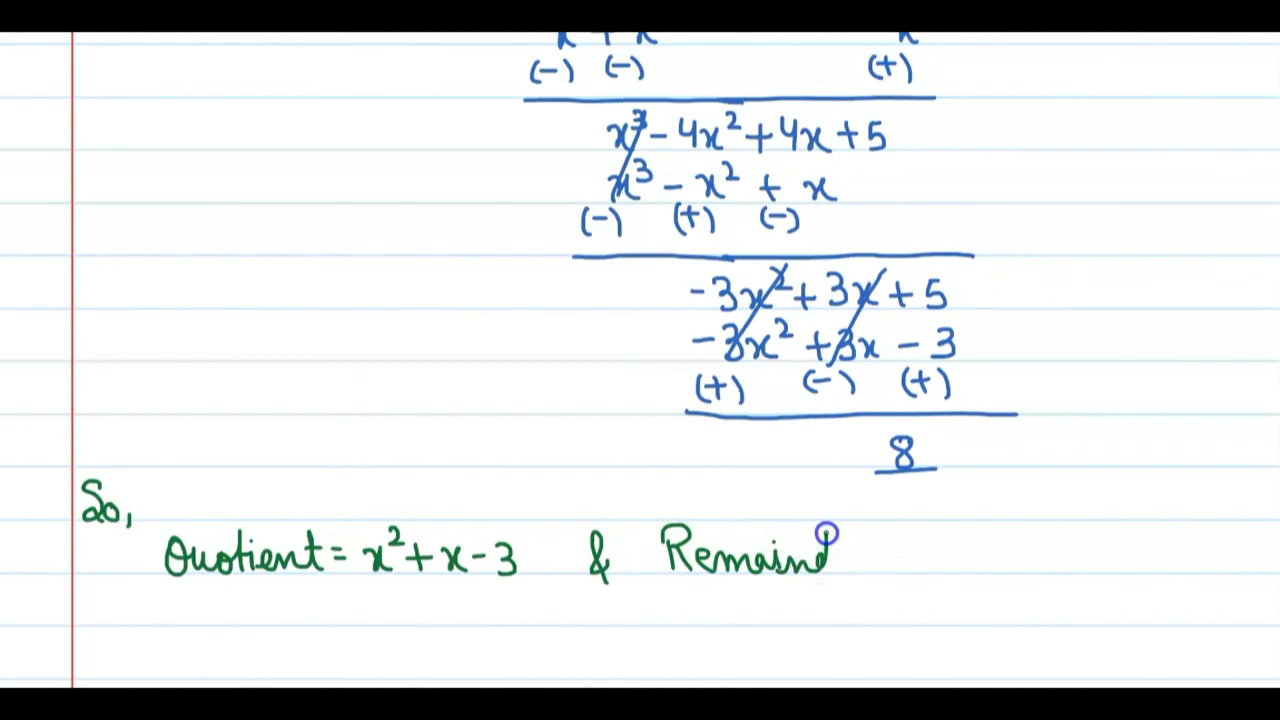 (-) (-) (+)
x³ - 4x² + 4x + 5
x³ - x² + x
(-) (+) (-)
-3x² + 3x + 5
-3x² + 3x - 3
(+) (-) (+)
8
So,
Quotient = x² + x - 3 & Remaind